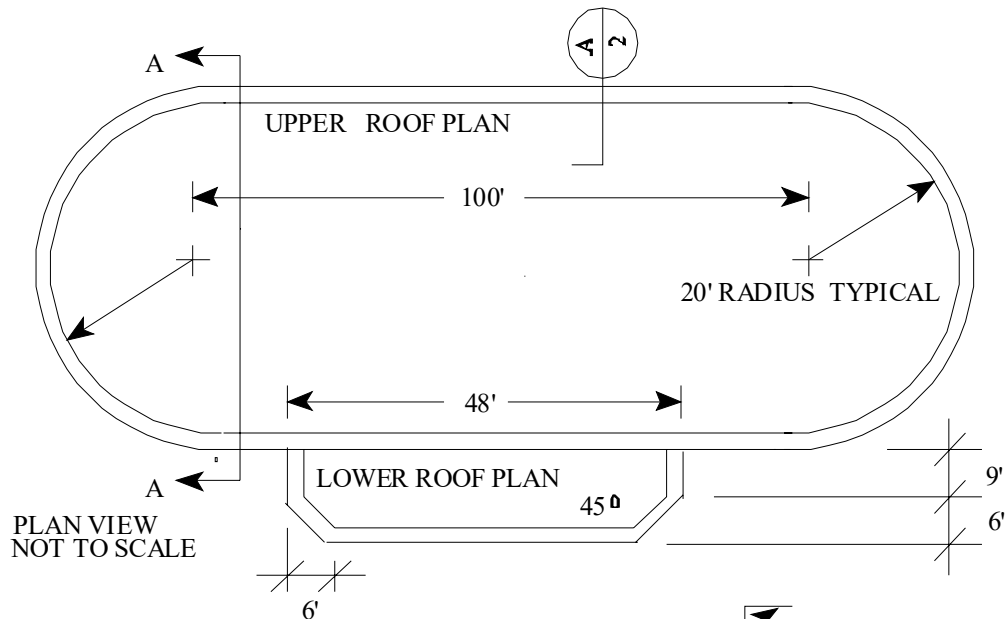 A
2
A
UPPER ROOF PLAN
100'
20' RADIUS TYPICAL
48'
LOWER ROOF PLAN
9'
A
45
6'
PLAN VIEW
NOT TO SCALE
6'